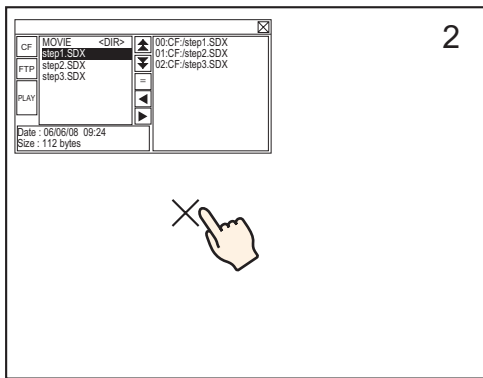 2
CF
FTP
PLAY
MOVIE <DIR>
step1.SDX
step2.SDX
step3.SDX
=
00:CF:/step1.SDX
01:CF:/step2.SDX
02:CF:/step3.SDX
Date : 06/06/08 09:24
Size : 112 bytes